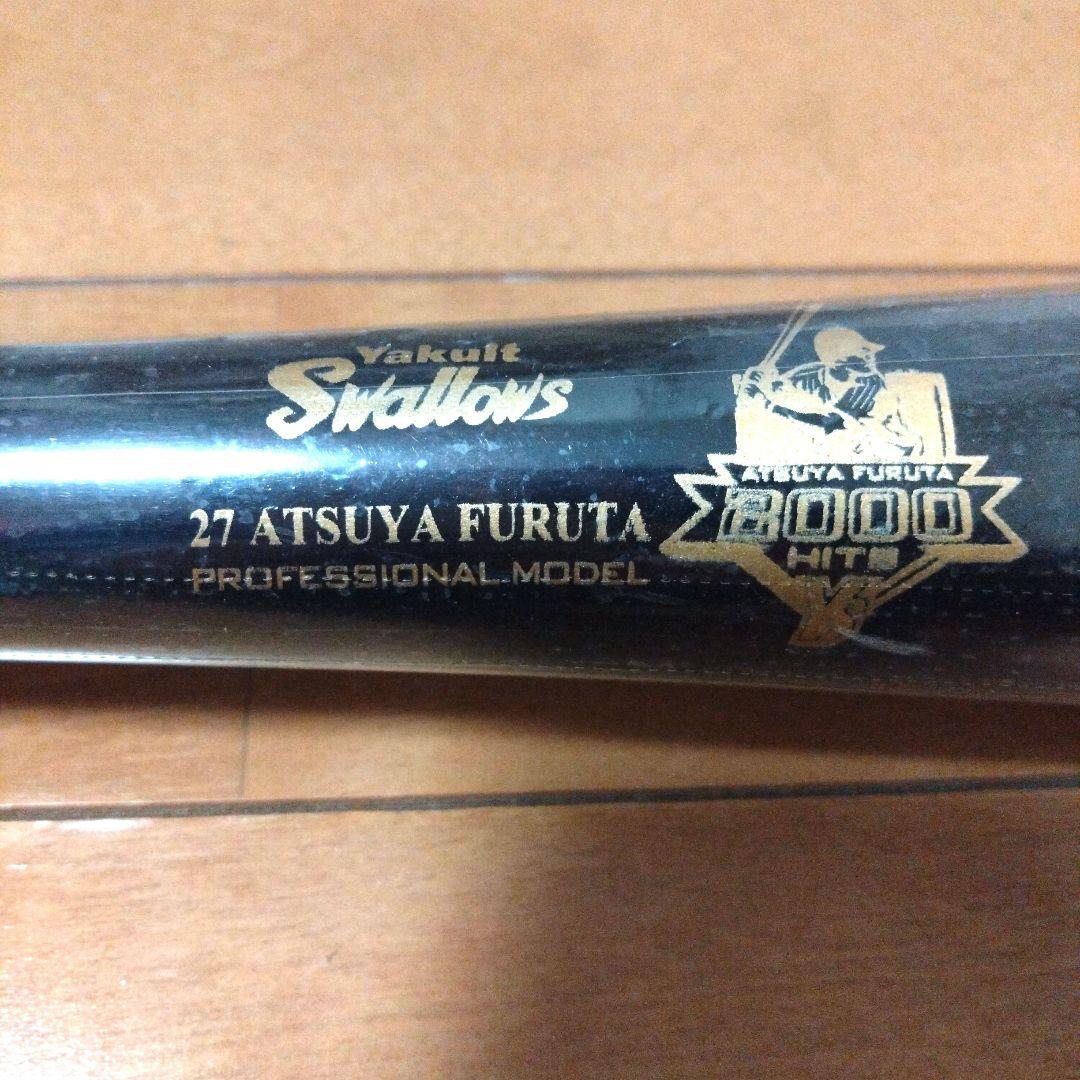 Yakult
Swallows
27 ATSUYA FURUTA
PROFESSIONAL MODEL
ATSUYA FURUTA
2000
HITS